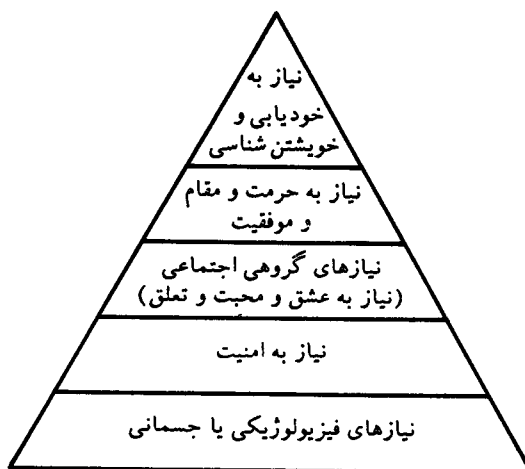 نیاز به
خودیابی و
خویشتن شناسی
نیاز به حرمت و مقام
و موفقیت
نیازهای گروهی اجتماعی
(نیاز به عشق و محبت و تعلق)
نیاز به امنیت
نیازهای فیزیولوژیکی یا جسمانی